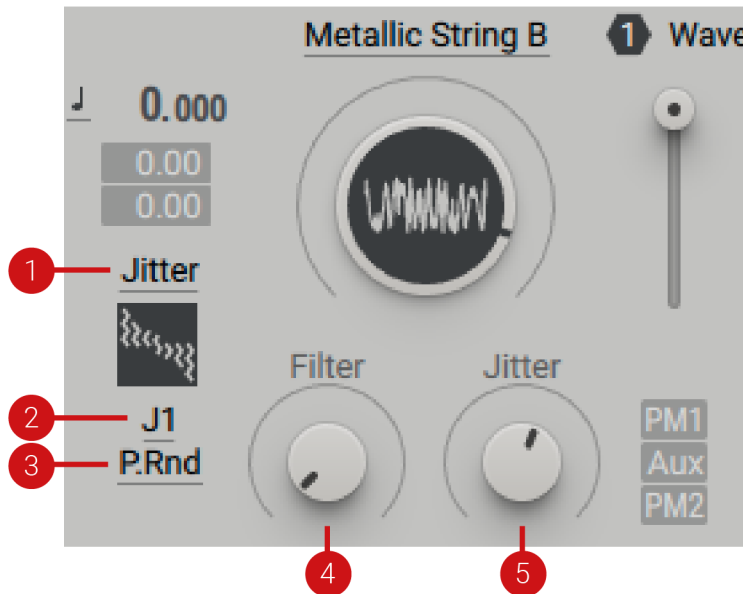 Metallic String B
1 Wave
0.000
0.00
0.00
1
Jitter
Filter
Jitter
2
J1
PM1
3
P.Rnd
Aux
PM2
4
5